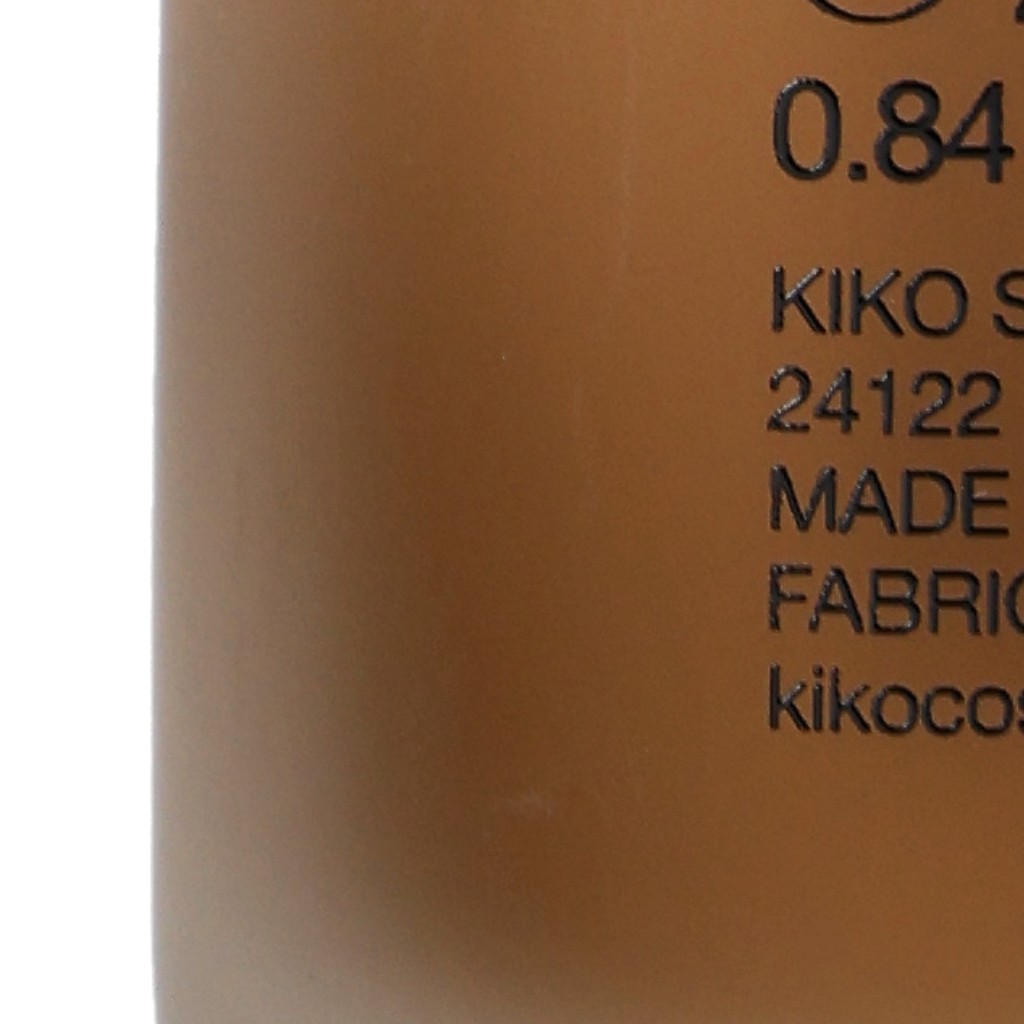 0.84
KIKO S
24122
MADE
FABRIC
kikocos